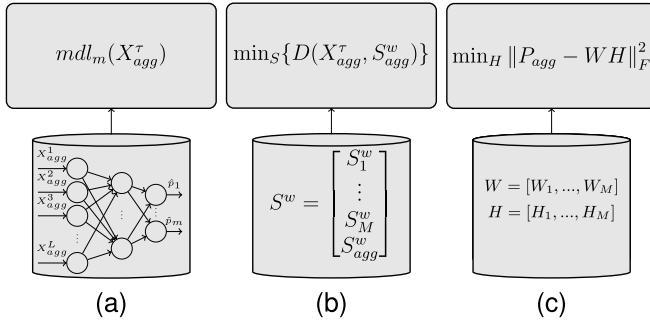 mdl_m(X^τ_agg)
min_S{D(X^τ_agg, S^w_agg)}
min_H ‖P_agg − WH‖²_F
X^1_agg
X^2_agg
X^3_agg
⋮
X^L_agg
⋮
p̂_1
⋮
p̂_m
S^w = [S^w_1 ⋮ S^w_M S^w_agg]
W = [W_1, ..., W_M]
H = [H_1, ..., H_M]
(a) (b) (c)